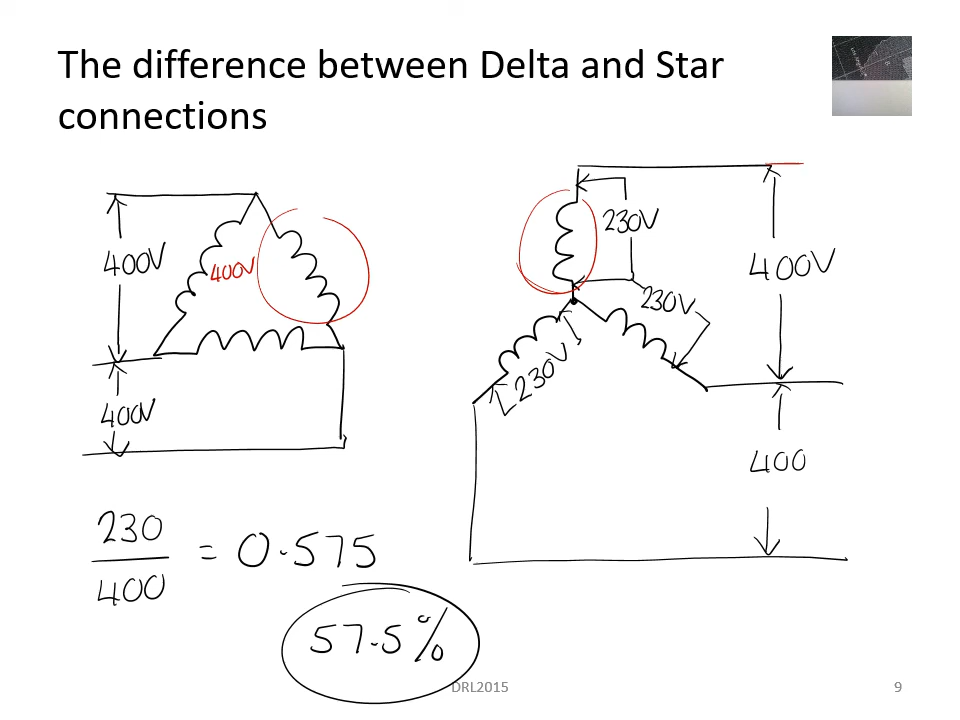 The difference between Delta and Star
connections
400V
400V
400V
230V
230V
230V
400V
400
230
400
= 0.575
57.5%
DRL2015
9